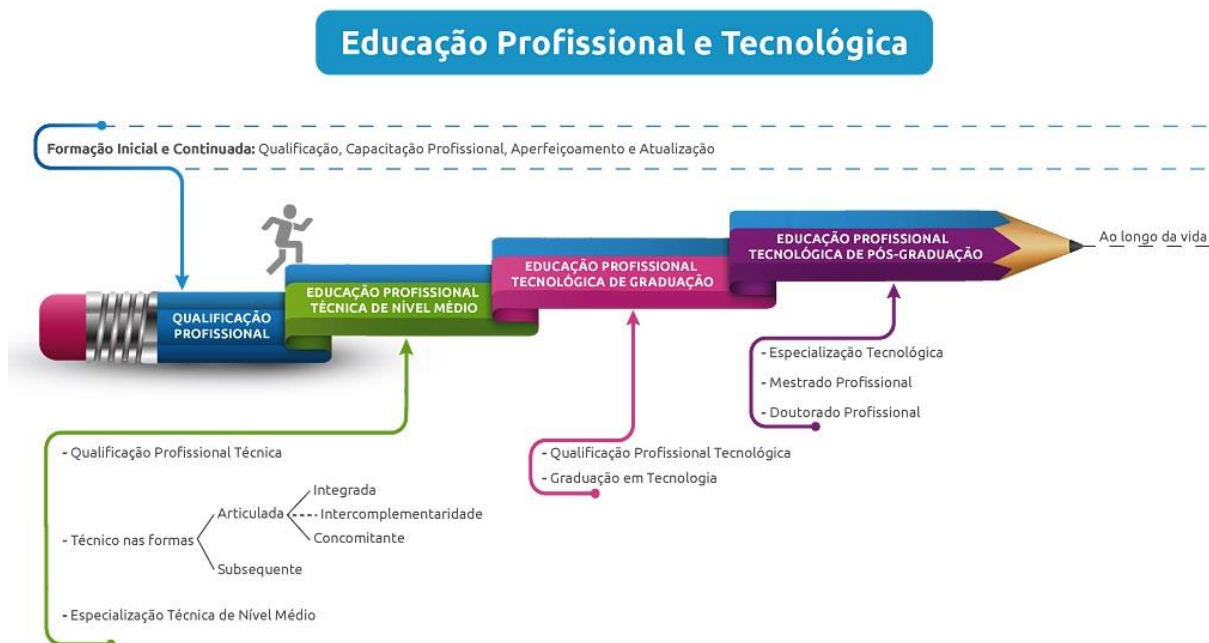 Educação Profissional e Tecnológica
Formação Inicial e Continuada: Qualificação, Capacitação Profissional, Aperfeiçoamento e Atualização
QUALIFICAÇÃO
PROFISSIONAL
EDUCAÇÃO PROFISSIONAL
TÉCNICA DE NÍVEL MÉDIO
EDUCAÇÃO PROFISSIONAL
TECNOLÓGICA DE GRADUAÇÃO
EDUCAÇÃO PROFISSIONAL
TECNOLÓGICA DE PÓS-GRADUAÇÃO
Ao longo da vida
- Qualificação Profissional Técnica
- Técnico nas formas
Articulada
Integrada
Intercomplementaridade
Concomitante
Subsequente
- Especialização Técnica de Nível Médio
- Qualificação Profissional Tecnológica
- Graduação em Tecnologia
- Especialização Tecnológica
- Mestrado Profissional
- Doutorado Profissional